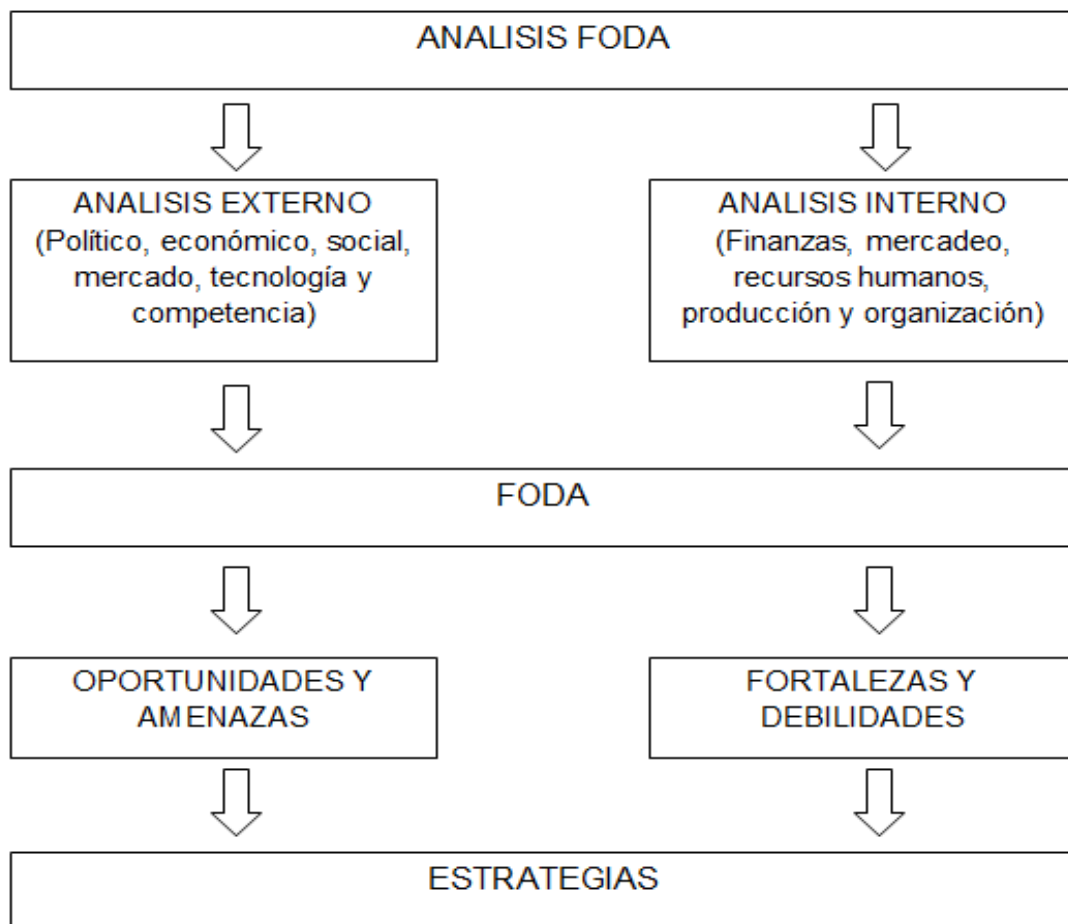 ANALISIS FODA
ANALISIS EXTERNO
(Político, económico, social,
mercado, tecnología y
competencia)
ANALISIS INTERNO
(Finanzas, mercadeo,
recursos humanos,
producción y organización)
FODA
OPORTUNIDADES Y
AMENAZAS
FORTALEZAS Y
DEBILIDADES
ESTRATEGIAS